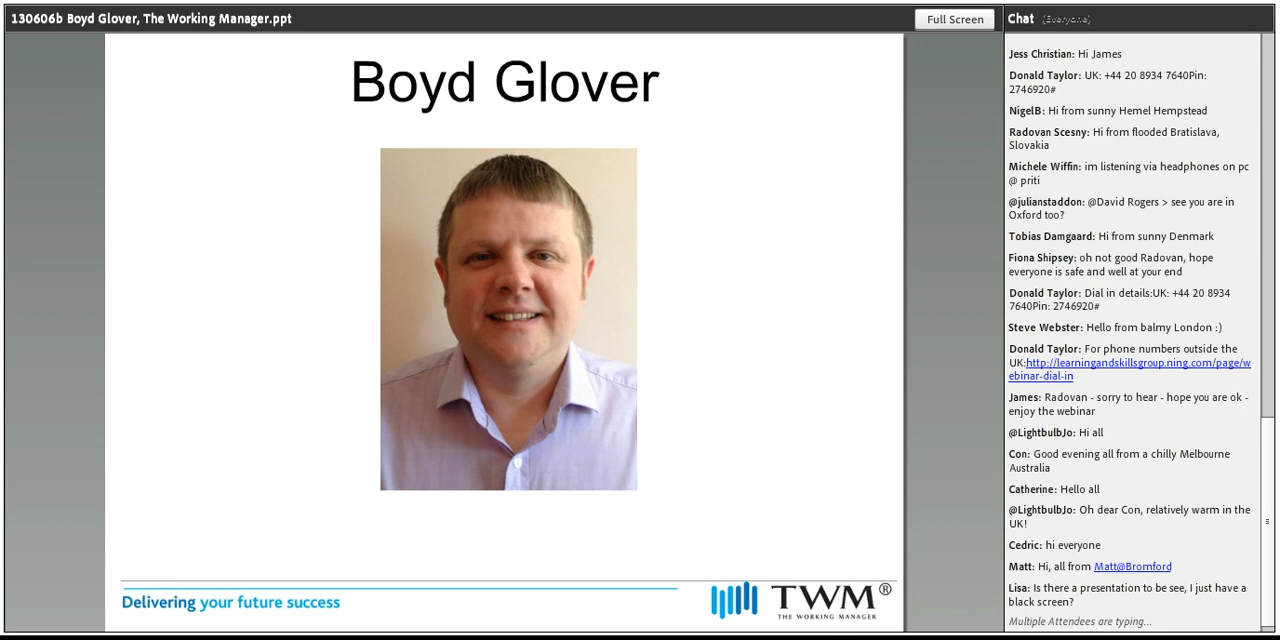 130606b Boyd Glover, The Working Manager.ppt
Full Screen
Chat (Everyone)
Boyd Glover
Delivering your future success
TWM®
THE WORKING MANAGER
Jess Christian: Hi James
Donald Taylor: UK: +44 20 8934 7640Pin:
2746920#
NigelB: Hi from sunny Hemel Hempstead
Radovan Scesny: Hi from flooded Bratislava,
Slovakia
Michele Wiffin: im listening via headphones on pc
@ priti
@julianstaddon: @David Rogers > see you are in
Oxford too?
Tobias Damgaard: Hi from sunny Denmark
Fiona Shipsey: oh not good Radovan, hope
everyone is safe and well at your end
Donald Taylor: Dial in details:UK: +44 20 8934
7640Pin: 2746920#
Steve Webster: Hello from balmy London :)
Donald Taylor: For phone numbers outside the
UK:http://learningandskillsgroup.ning.com/page/w
ebinar-dial-in
James: Radovan - sorry to hear - hope you are ok -
enjoy the webinar
@LightbulbJo: Hi all
Con: Good evening all from a chilly Melbourne
Australia
Catherine: Hello all
@LightbulbJo: Oh dear Con, relatively warm in the
UK!
Cedric: hi everyone
Matt: Hi, all from Matt@Bromford
Lisa: Is there a presentation to be see, I just have a
black screen?
Multiple Attendees are typing...